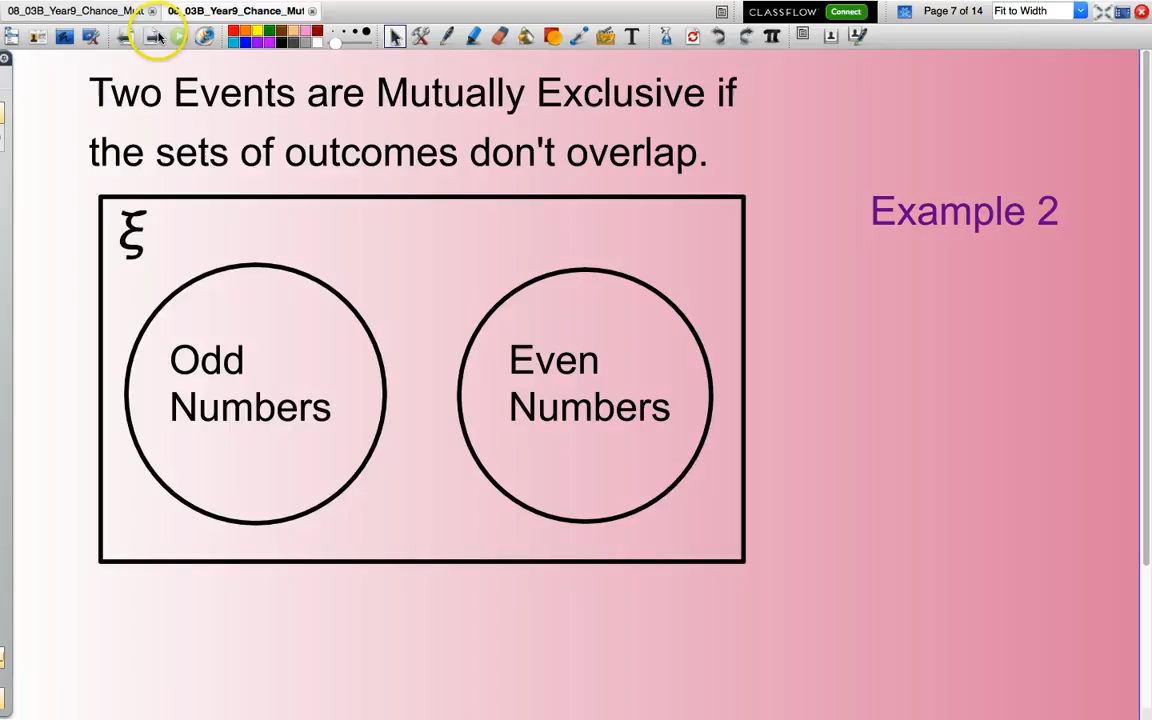 08_03B_Year9_Chance_Mut
08_03B_Year9_Chance_Mut
CLASSFLOW Connect
Page 7 of 14
Fit to Width
Two Events are Mutually Exclusive if
the sets of outcomes don't overlap.
ξ
Example 2
Odd
Numbers
Even
Numbers